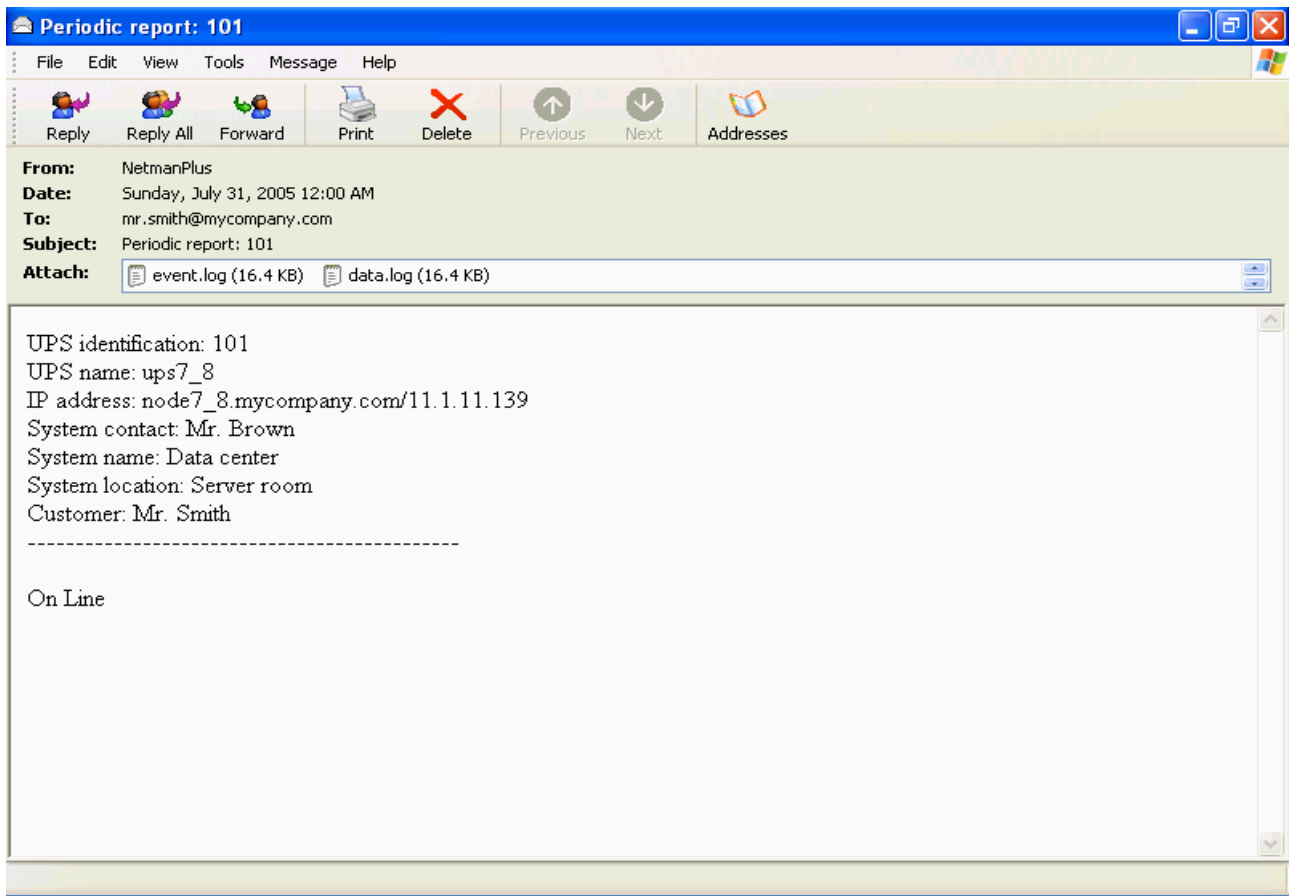 Periodic report: 101
File Edit View Tools Message Help
Reply Reply All Forward Print Delete Previous Next Addresses
From: NetmanPlus
Date: Sunday, July 31, 2005 12:00 AM
To: mr.smith@mycompany.com
Subject: Periodic report: 101
Attach: event.log (16.4 KB) data.log (16.4 KB)
UPS identification: 101
UPS name: ups7_8
IP address: node7_8.mycompany.com/11.1.11.139
System contact: Mr. Brown
System name: Data center
System location: Server room
Customer: Mr. Smith
---------------------------------------------
On Line